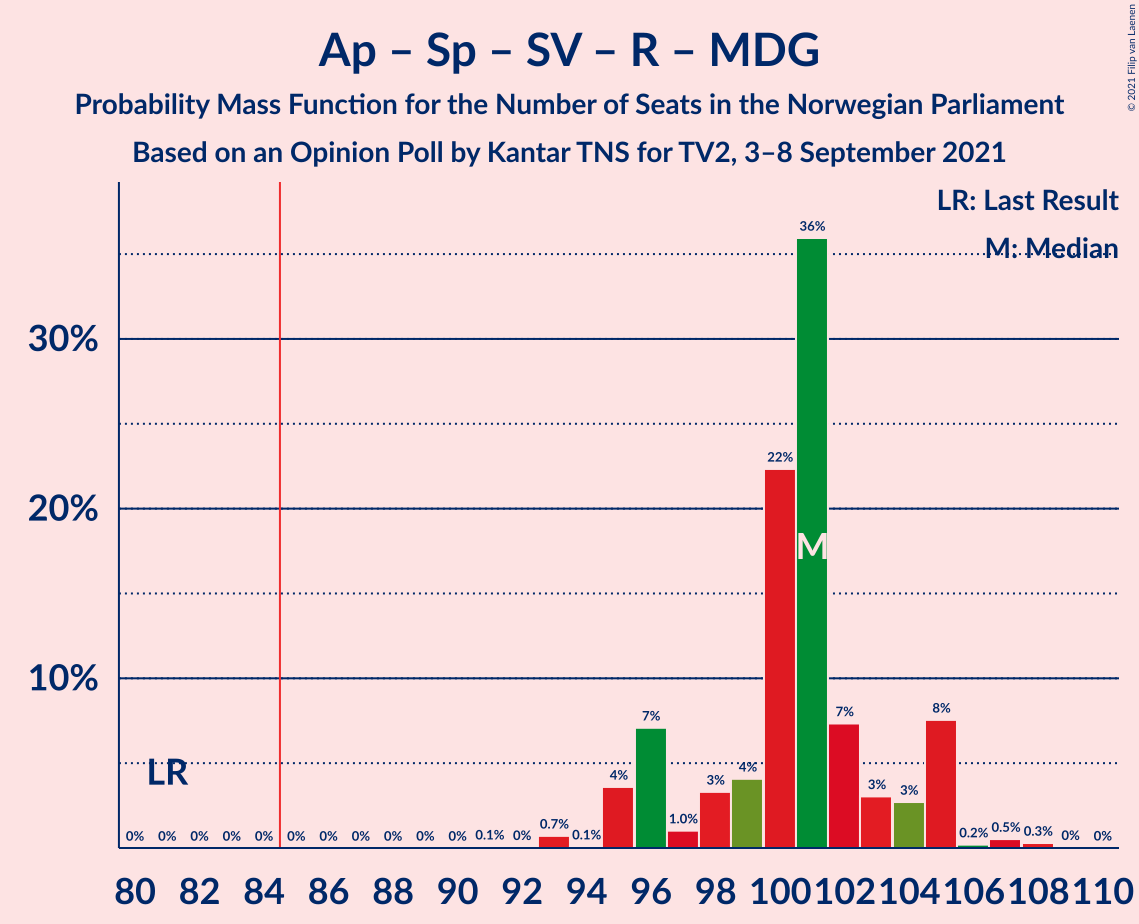 Ap – Sp – SV – R – MDG
Probability Mass Function for the Number of Seats in the Norwegian Parliament
Based on an Opinion Poll by Kantar TNS for TV2, 3–8 September 2021
© 2021 Filip van Laenen
LR: Last Result
M: Median
30%
20%
10%
LR
M
0% 0% 0% 0% 0% 0% 0% 0% 0% 0% 0% 0.1% 0% 0.7% 0.1% 4% 7% 1.0% 3% 4% 22% 36% 7% 3% 3% 8% 0.2% 0.5% 0.3% 0% 0%
80 82 84 86 88 90 92 94 96 98 100 102 104 106 108 110